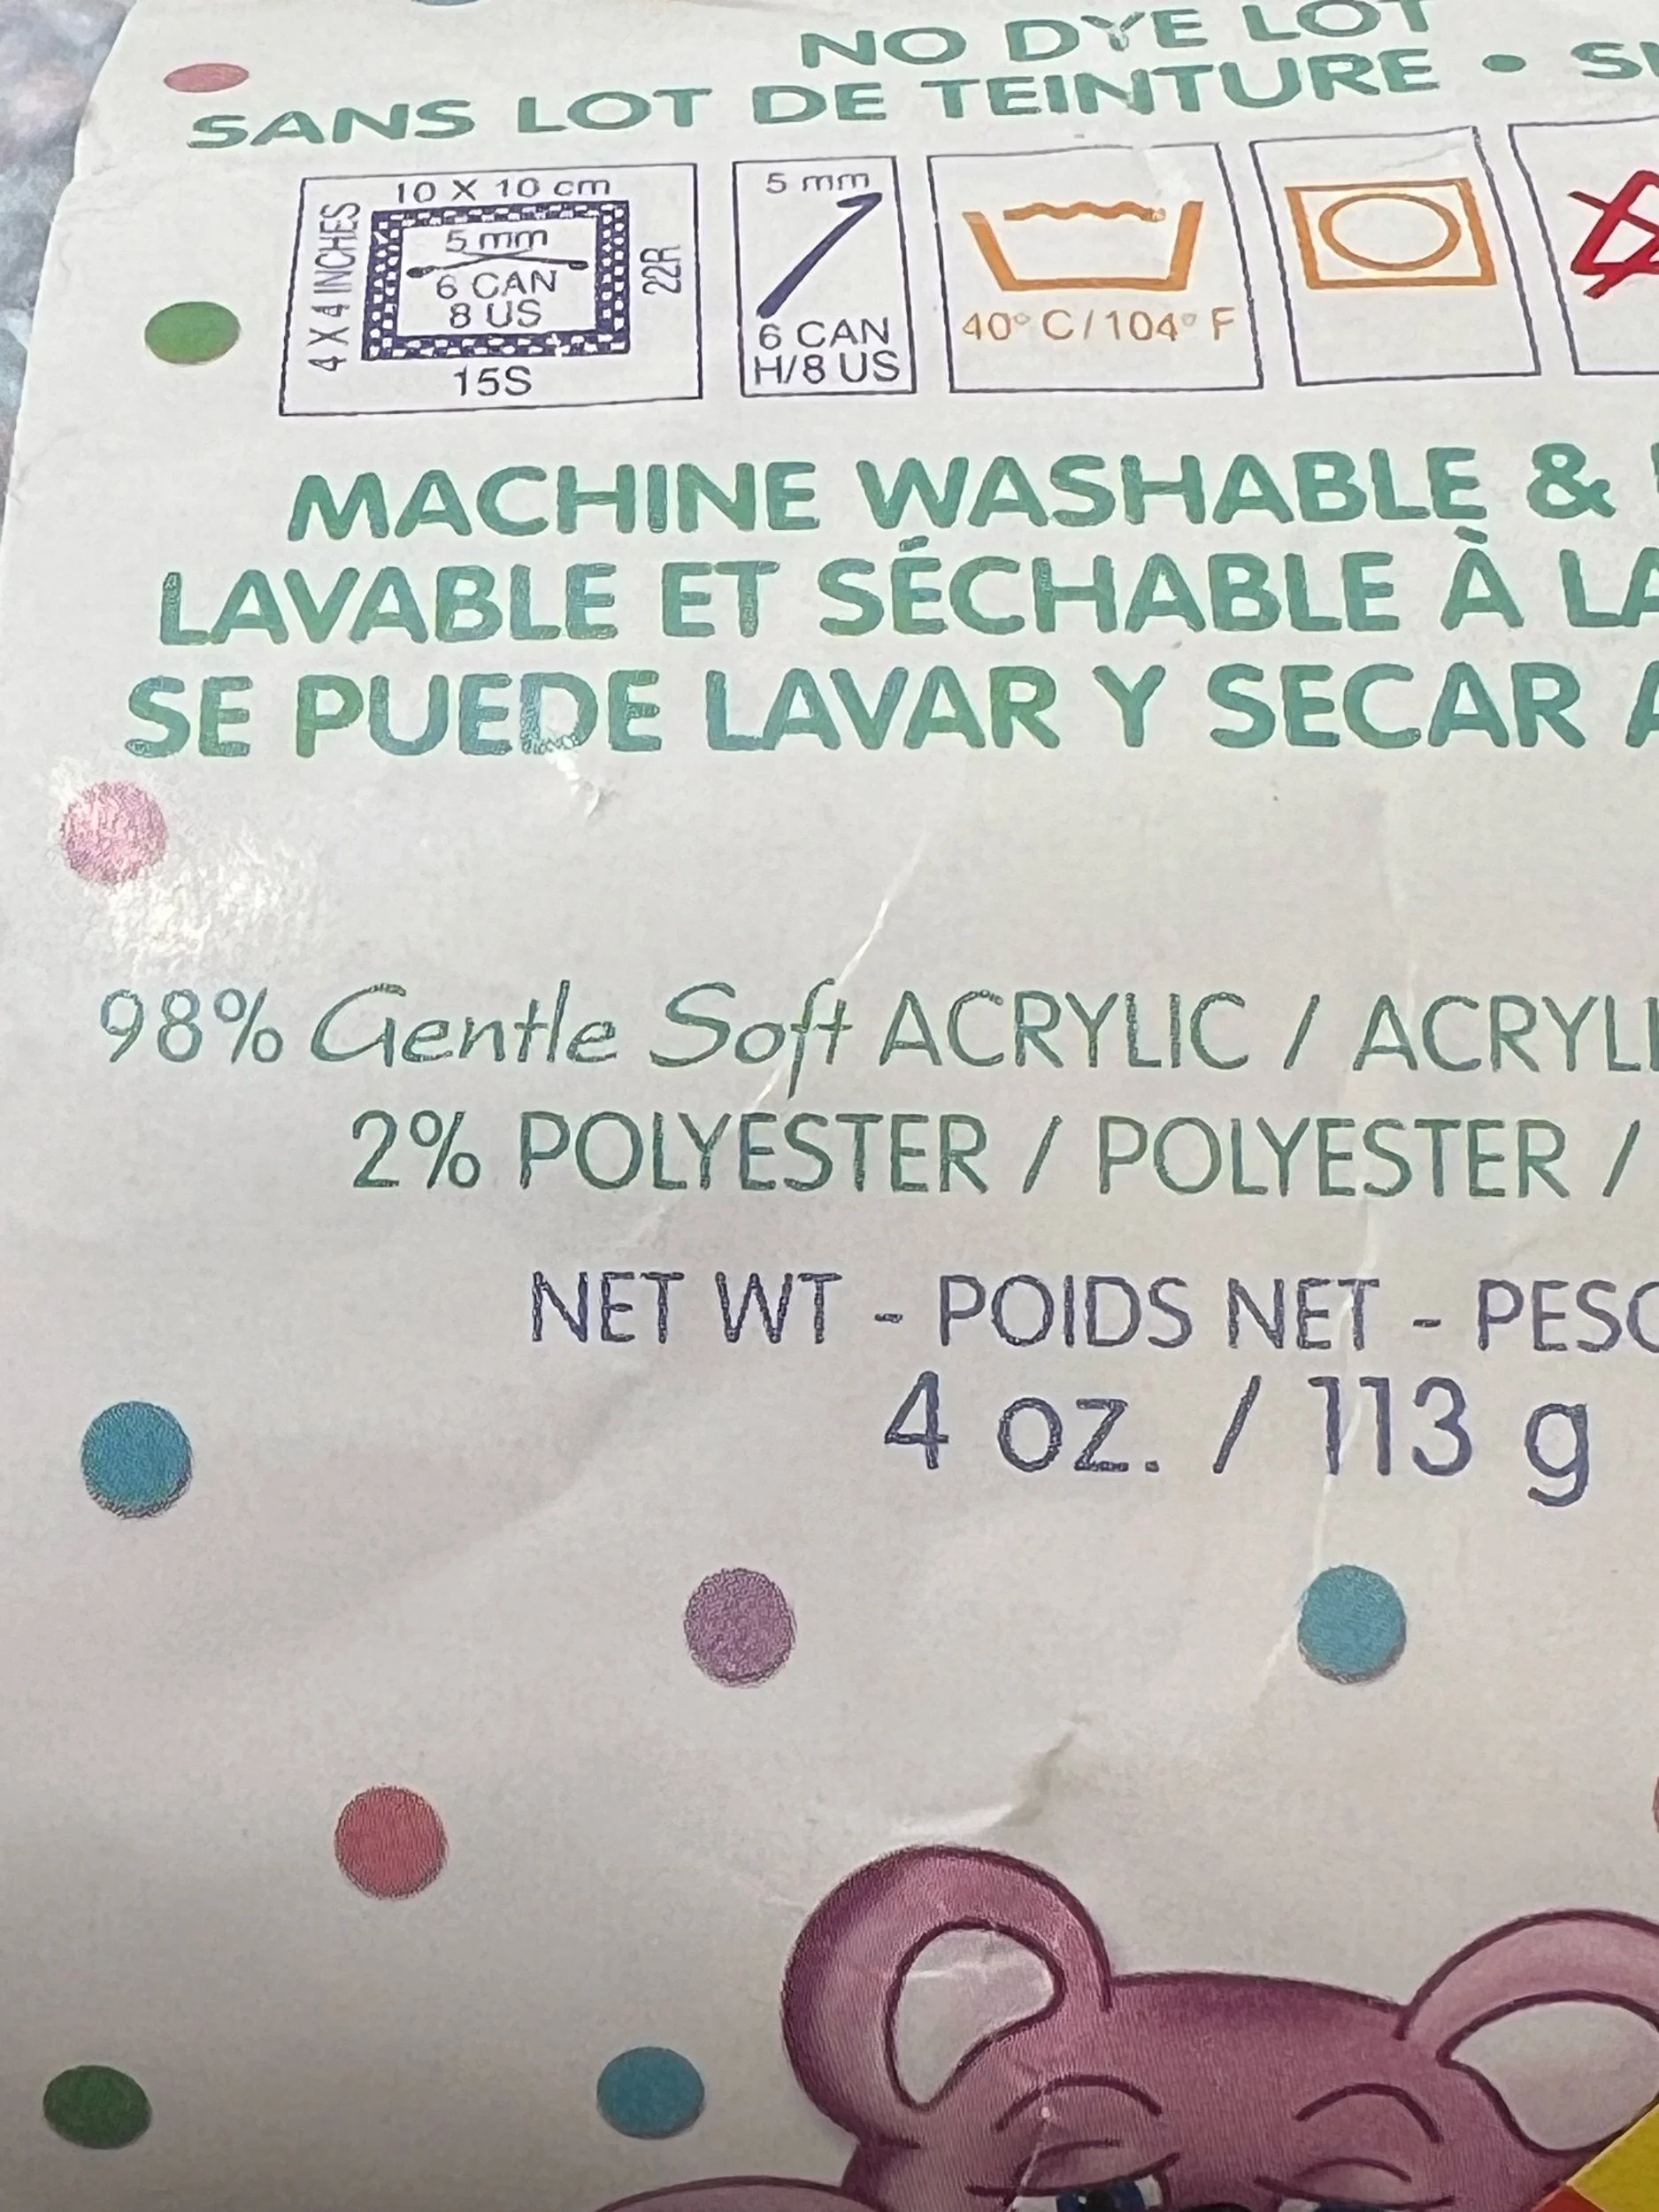 NO DYE LOT
SANS LOT DE TEINTURE •
10 X 10 cm
4 X 4 INCHES
5 mm
6 CAN
8 US
22R
15S
5 mm
6 CAN
H/8 US
40° C/104° F
MACHINE WASHABLE &
LAVABLE ET SÉCHABLE À LA
SE PUEDE LAVAR Y SECAR A
98% Gentle Soft ACRYLIC / ACRYLI
2% POLYESTER / POLYESTER /
NET WT - POIDS NET - PESO
4 oz. / 113 g